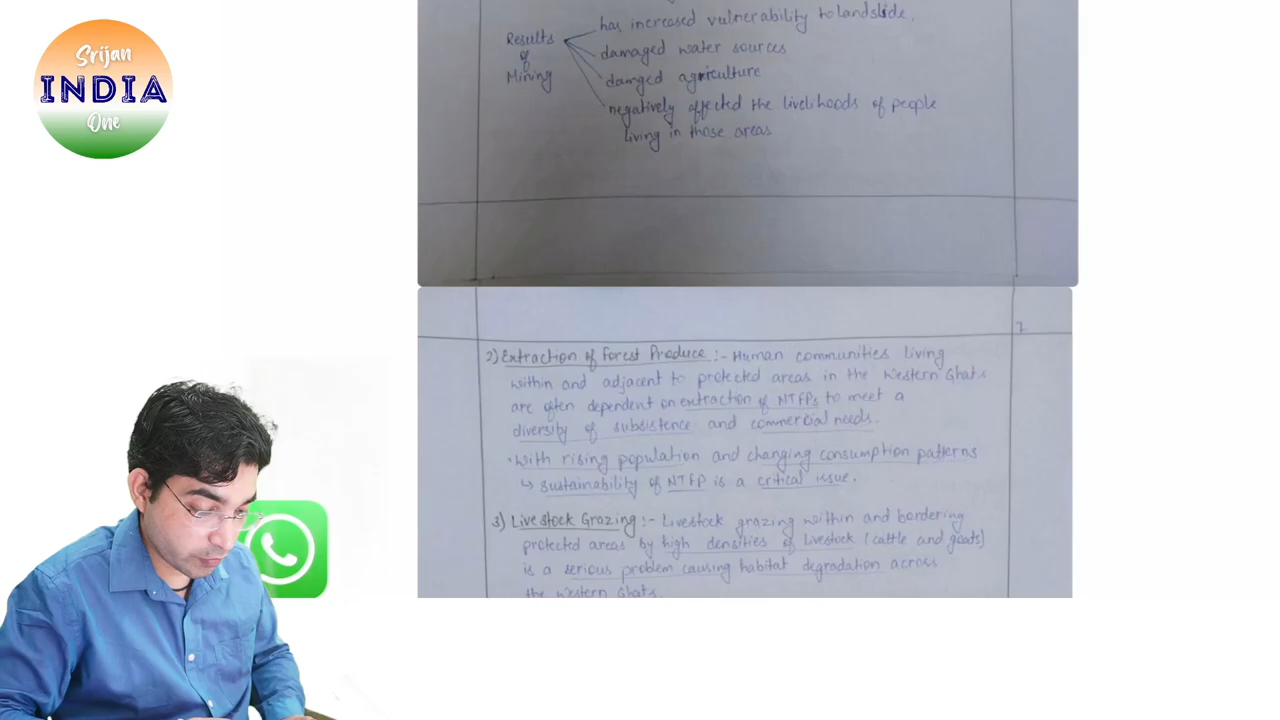 Srijan
INDIA
One
has increased vulnerability to landslide.
Results
of
Mining
damaged water sources
damged agriculture
negatively affected the livelihoods of people
living in those areas
7
2) Extraction of Forest Produce :- Human communities living
within and adjacent to protected areas in the Western Ghats
are often dependent on extraction of NTFPs to meet a
diversity of subsistence and commercial needs.
• With rising population and changing consumption patterns
↳ sustainability of NTFP is a critical issue.
3) Livestock Grazing :- Livestock grazing within and bordering
protected areas by high densities of livestock (cattle and goats)
is a serious problem causing habitat degradation across
the Western Ghats.